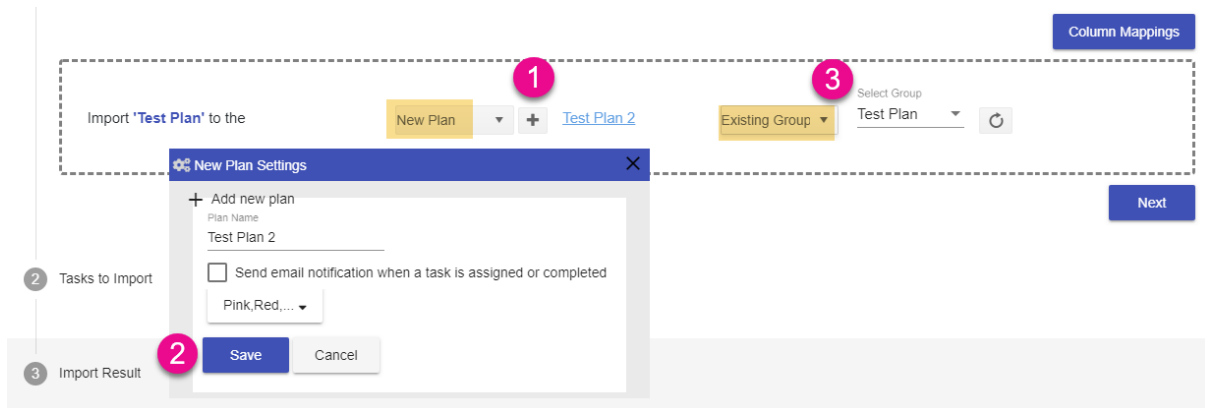 Column Mappings
1
3
Select Group
Import 'Test Plan' to the
New Plan
Test Plan 2
Existing Group
Test Plan
New Plan Settings
Add new plan
Plan Name
Test Plan 2
Next
2
Tasks to Import
Send email notification when a task is assigned or completed
Pink,Red,...
2
Save
Cancel
3
Import Result